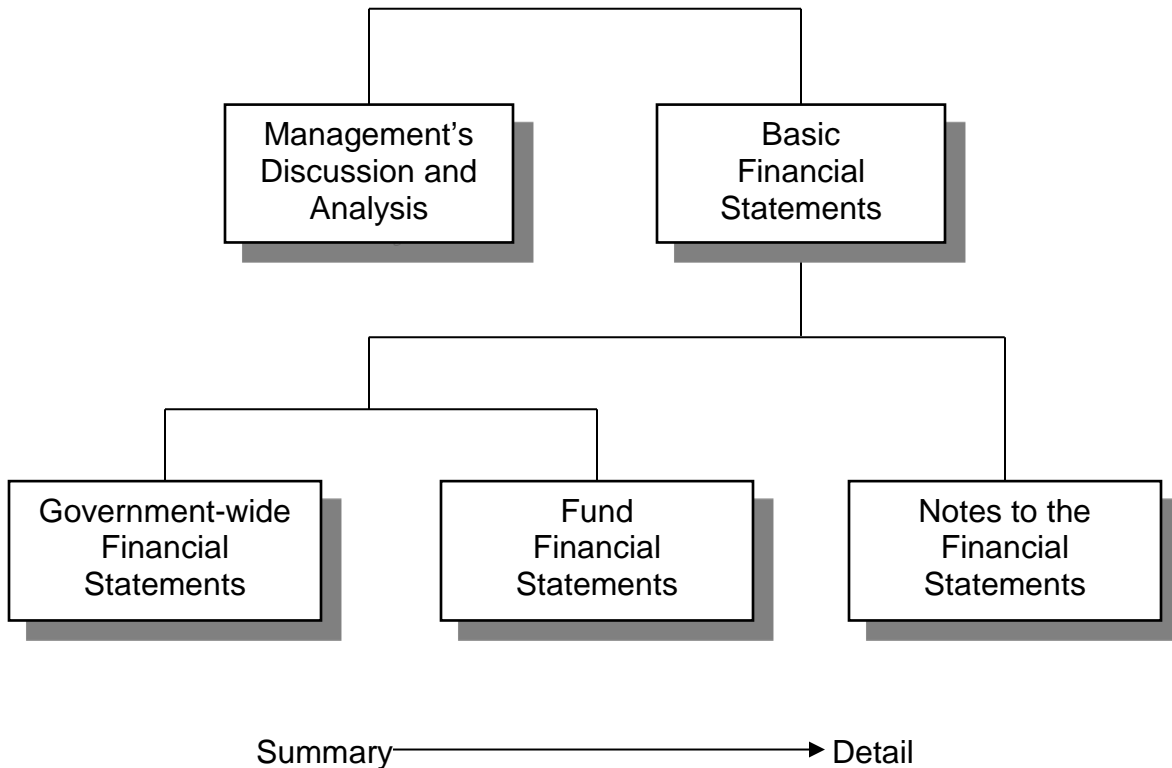 Management’s
Discussion and
Analysis
Basic
Financial
Statements
Government-wide
Financial
Statements
Fund
Financial
Statements
Notes to the
Financial
Statements
Summary
Detail